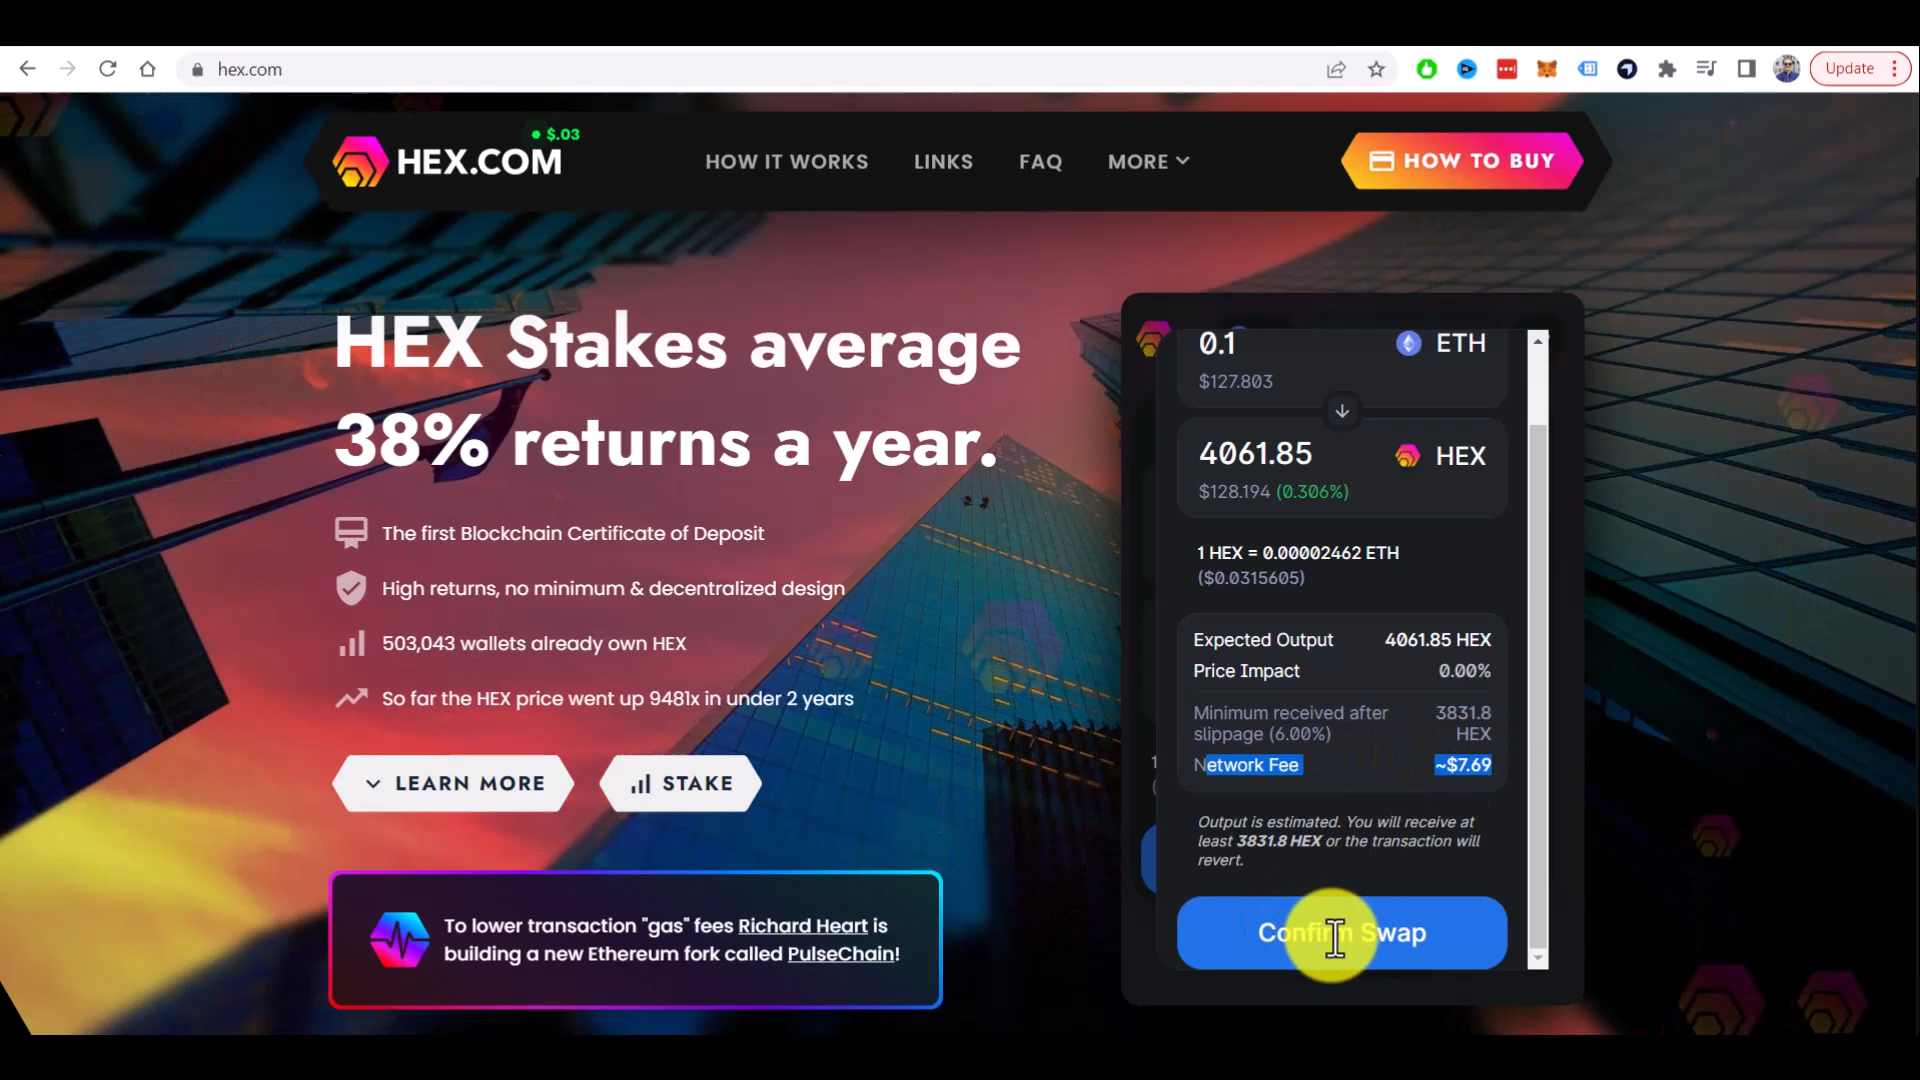 hex.com
Update
$.03
HEX.COM
HOW IT WORKS
LINKS
FAQ
MORE
HOW TO BUY
HEX Stakes average
38% returns a year.
The first Blockchain Certificate of Deposit
High returns, no minimum & decentralized design
503,043 wallets already own HEX
So far the HEX price went up 9481x in under 2 years
LEARN MORE
STAKE
To lower transaction "gas" fees Richard Heart is
building a new Ethereum fork called PulseChain!
0.1 ETH
$127.803
4061.85 HEX
$128.194 (0.306%)
1 HEX = 0.00002462 ETH
($0.0315605)
Expected Output 4061.85 HEX
Price Impact 0.00%
Minimum received after 3831.8
slippage (6.00%) HEX
Network Fee ~$7.69
Output is estimated. You will receive at
least 3831.8 HEX or the transaction will
revert.
Confirm Swap